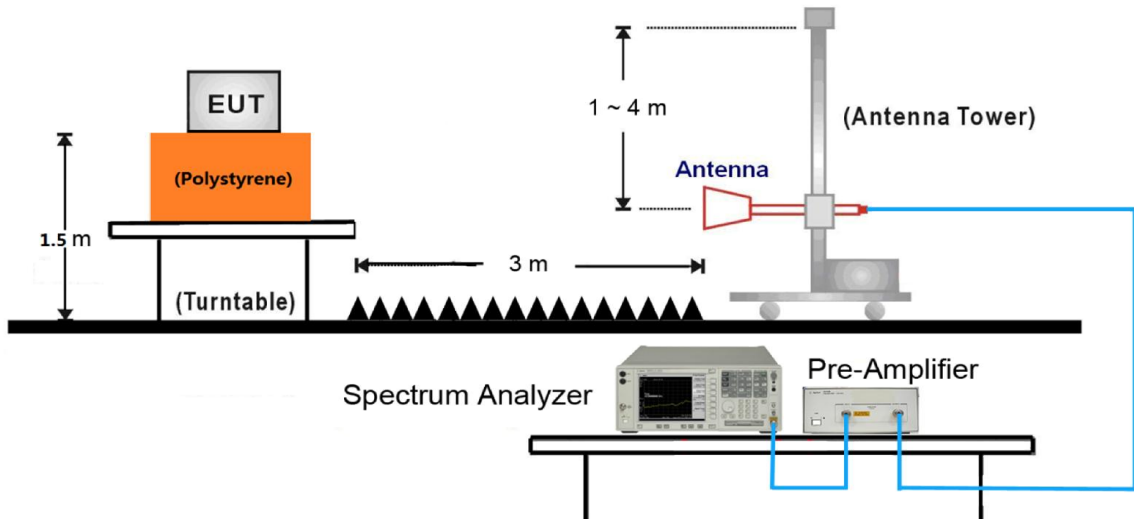 EUT
(Polystyrene)
1.5 m
(Turntable)
3 m
1 ~ 4 m
Antenna
(Antenna Tower)
Spectrum Analyzer
Pre-Amplifier